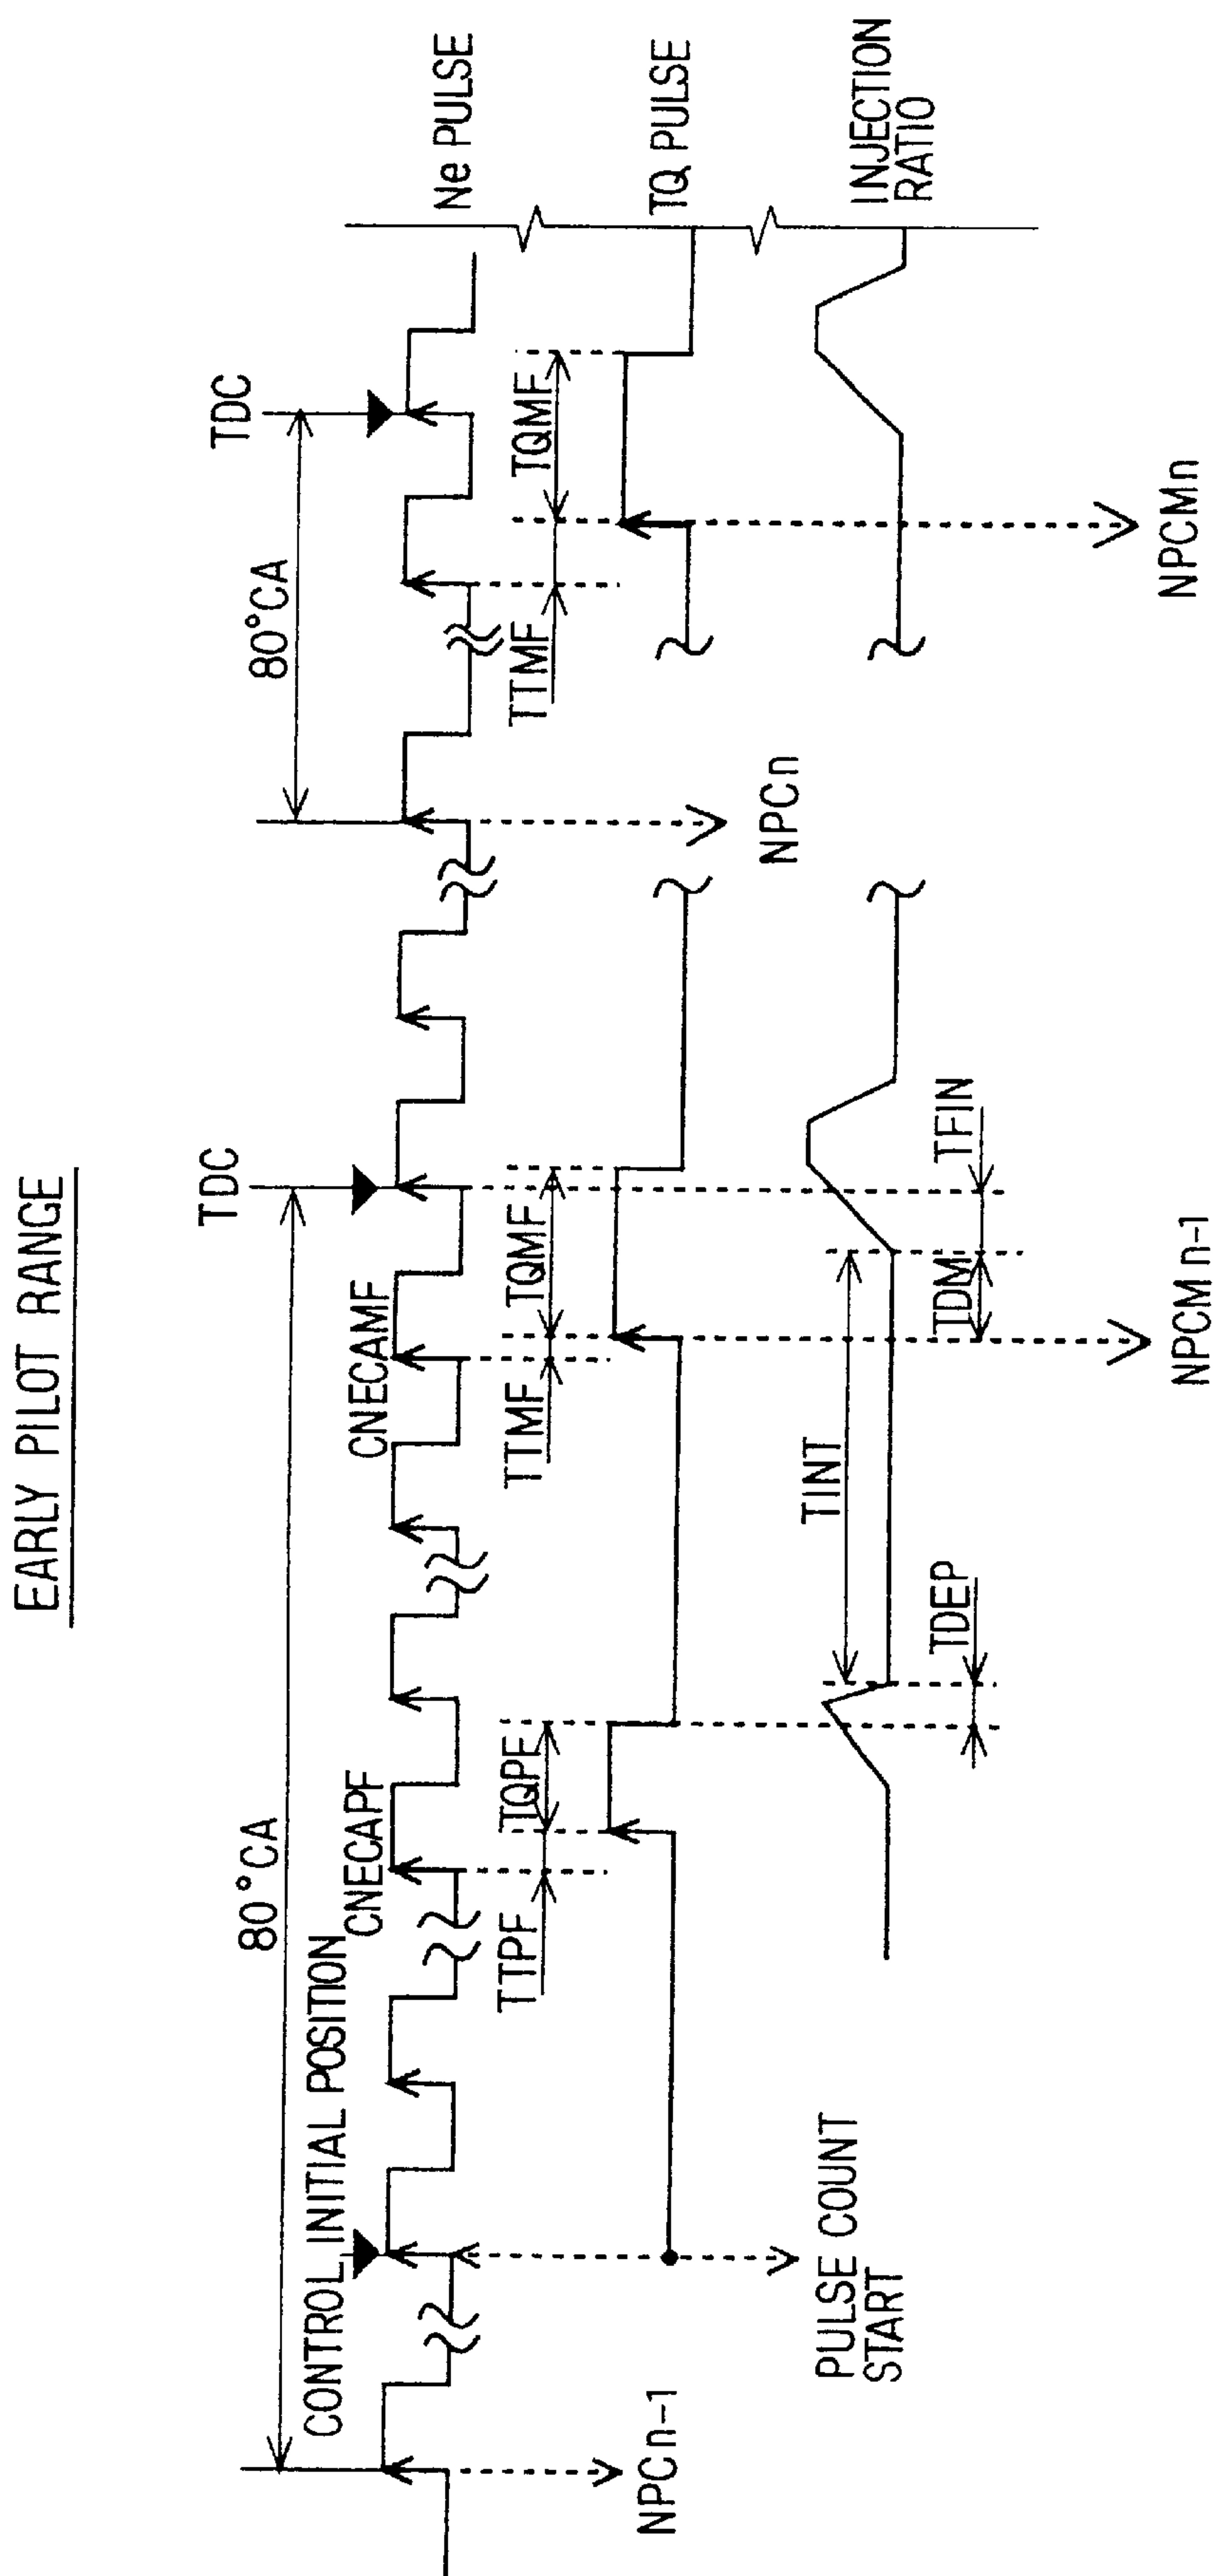 EARLY PILOT RANGE
80°CA
TDC
80°CA
TDC
CONTROL INITIAL POSITION
CNECAPF
CNECAMF
Ne PULSE
TTPF
TQPF
TTMF
TQMF
TTMF
TQMF
TQ PULSE
NPCn-1
PULSE COUNT
START
NPCn
TINT
INJECTION
RATIO
TDEP
TDM
TFIN
NPCMn-1
NPCMn